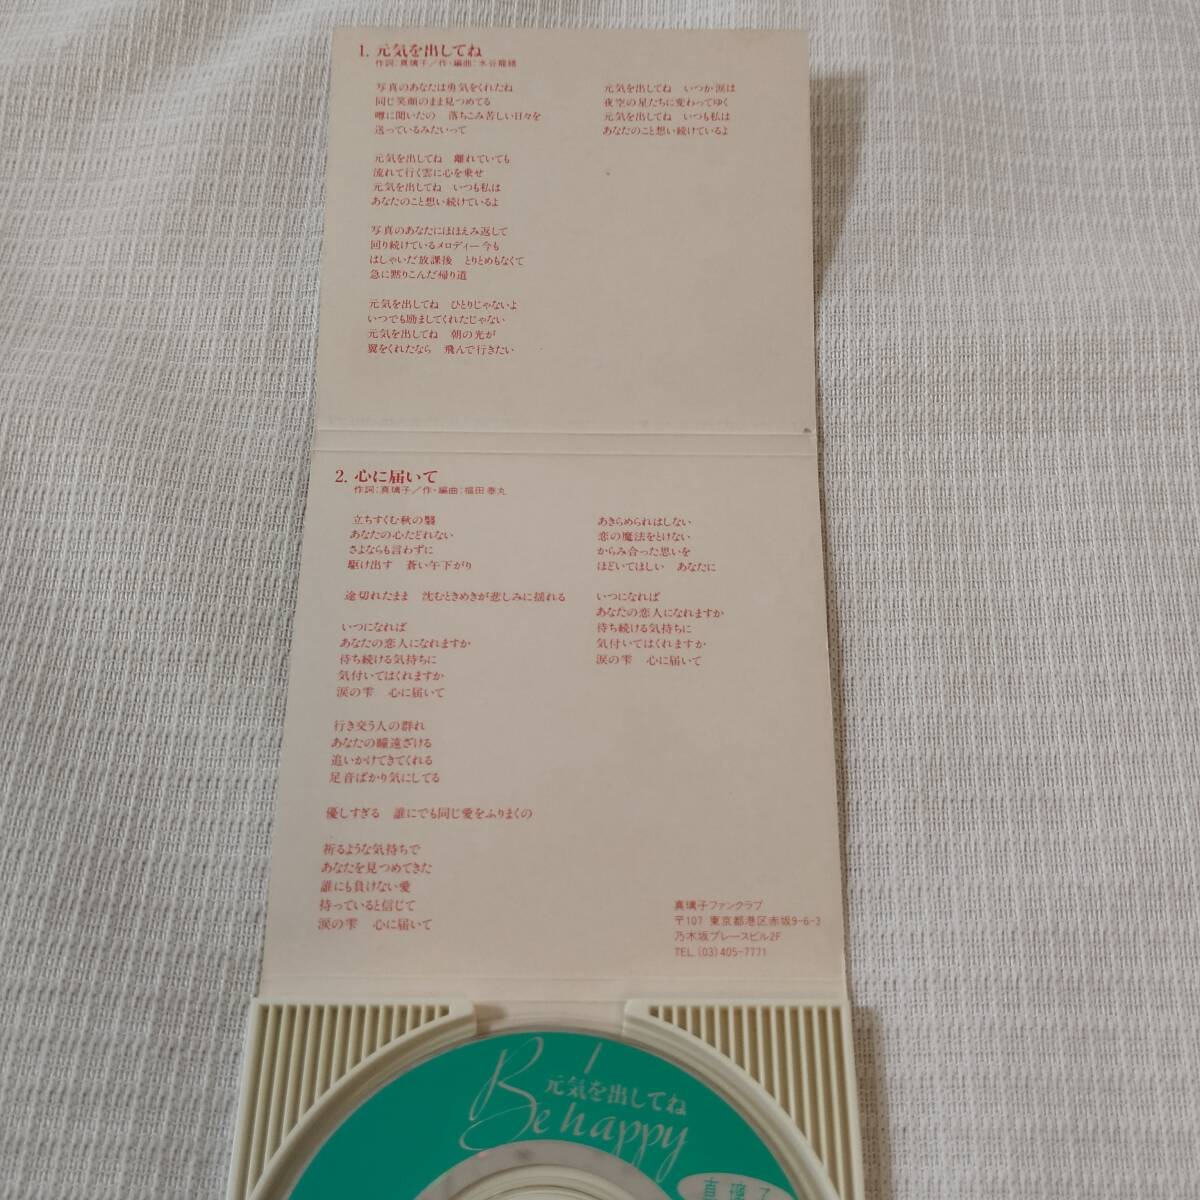 1. 元気を出してね
作詞:真璃子/作・編曲:水谷龍緒
写真のあなたは勇気をくれたね
同じ笑顔のまま見つめてる
噂に聞いたの　落ちこみ苦しい日々を
送っているみたいって
元気を出してね　離れていても
流れて行く雲に心を乗せ
元気を出してね　いつも私は
あなたのこと想い続けているよ
写真のあなたにほほえみ返して
回り続けているメロディー今も
はしゃいだ放課後　とりとめもなくて
急に黙りこんだ帰り道
元気を出してね　ひとりじゃないよ
いつでも励ましてくれたじゃない
元気を出してね　朝の光が
翼をくれたなら　飛んで行きたい
元気を出してね　いつか涙は
夜空の星たちに変わってゆく
元気を出してね　いつも私は
あなたのこと想い続けているよ
2. 心に届いて
作詞:真璃子/作・編曲:福田泰丸
立ちすくむ秋の翳
あなたの心たどれない
さよならも言わずに
駆け出す　蒼い午下がり
途切れたまま　沈むときめきが悲しみに揺れる
いつになれば
あなたの恋人になれますか
待ち続ける気持ちに
気付いてはくれますか
涙の雫　心に届いて
行き交う人の群れ
あなたの瞳遠ざける
追いかけてきてくれる
足音ばかり気にしてる
優しすぎる　誰にでも同じ愛をふりまくの
祈るような気持ちで
あなたを見つめてきた
誰にも負けない愛
持っていると信じて
涙の雫　心に届いて
あきらめられはしない
恋の魔法をとけない
からみ合った思いを
ほどいてほしい　あなたに
いつになれば
あなたの恋人になれますか
待ち続ける気持ちに
気付いてはくれますか
涙の雫　心に届いて
真璃子ファンクラブ
〒107 東京都港区赤坂9-6-3
乃木坂プレースビル2F
TEL.(03)405-7771
1
元気を出してね
Be happy
真璃子